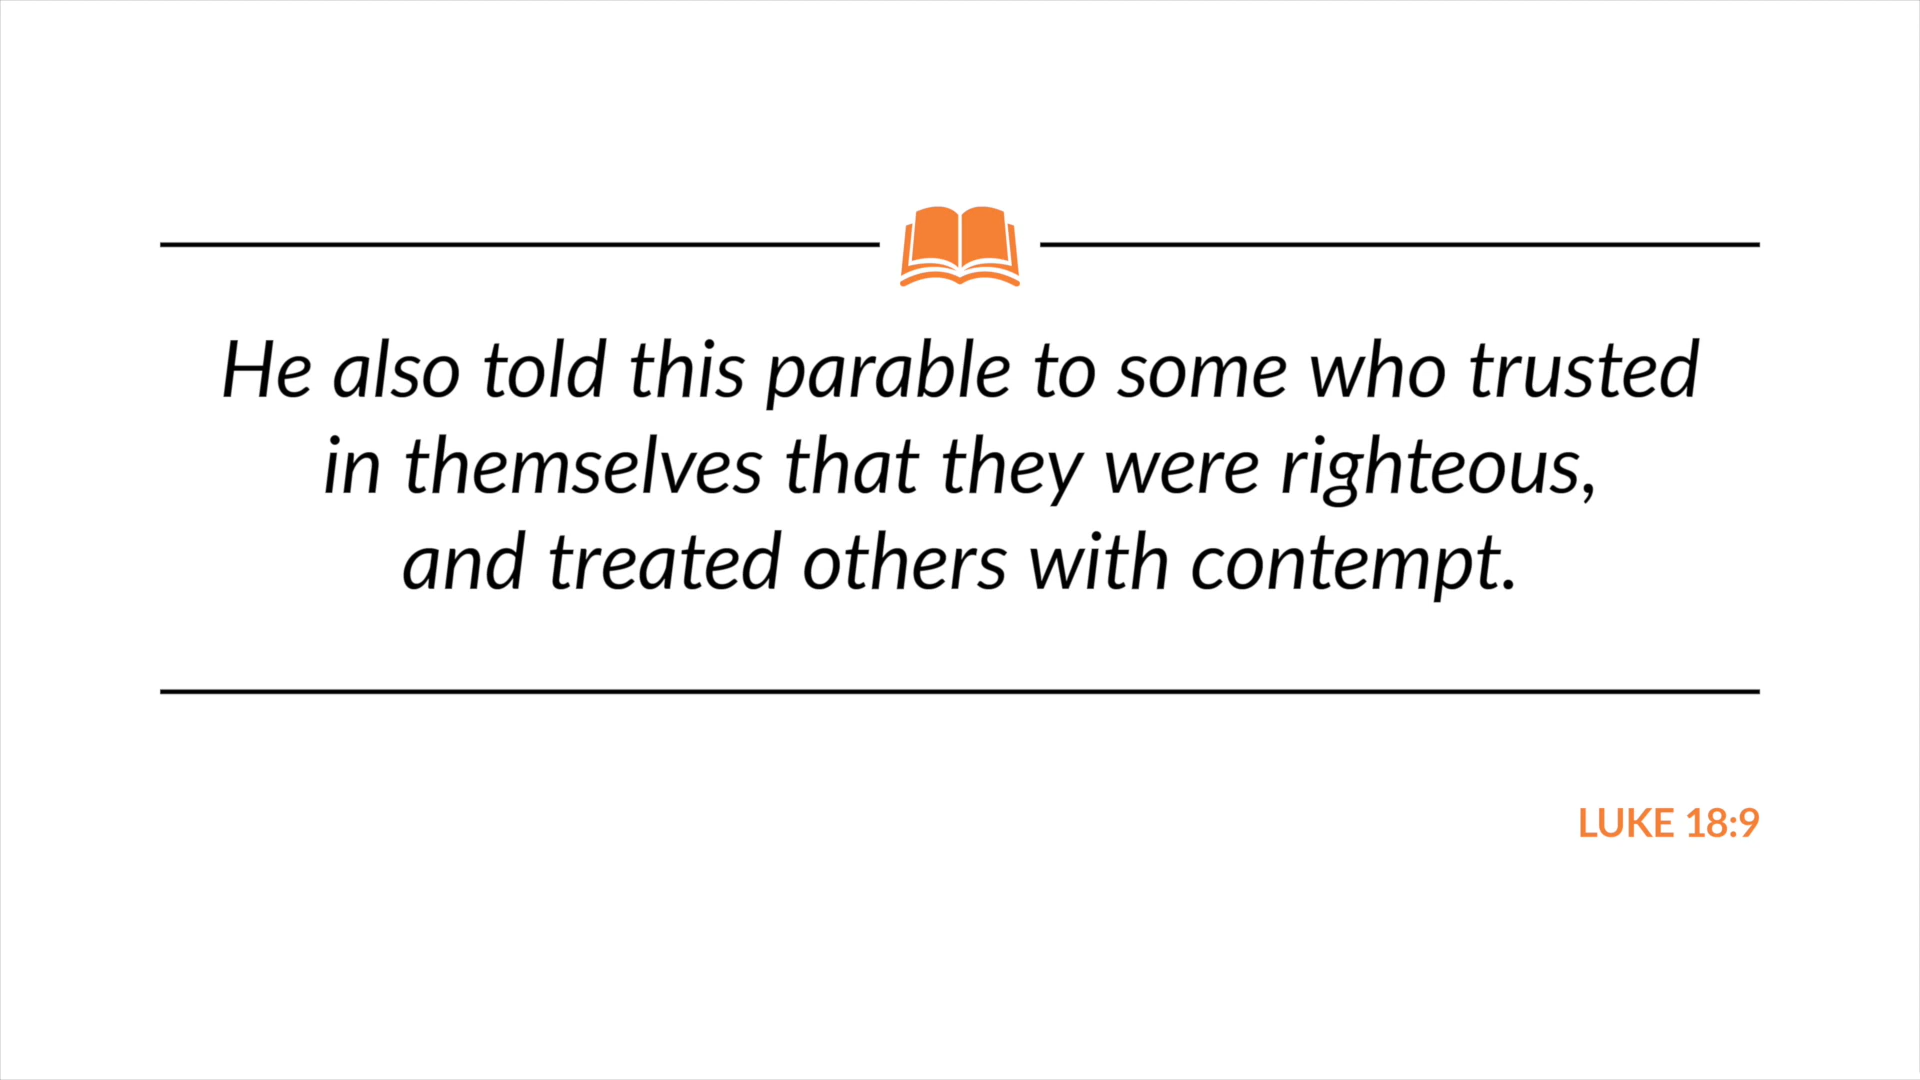 He also told this parable to some who trusted
in themselves that they were righteous,
and treated others with contempt.
LUKE 18:9